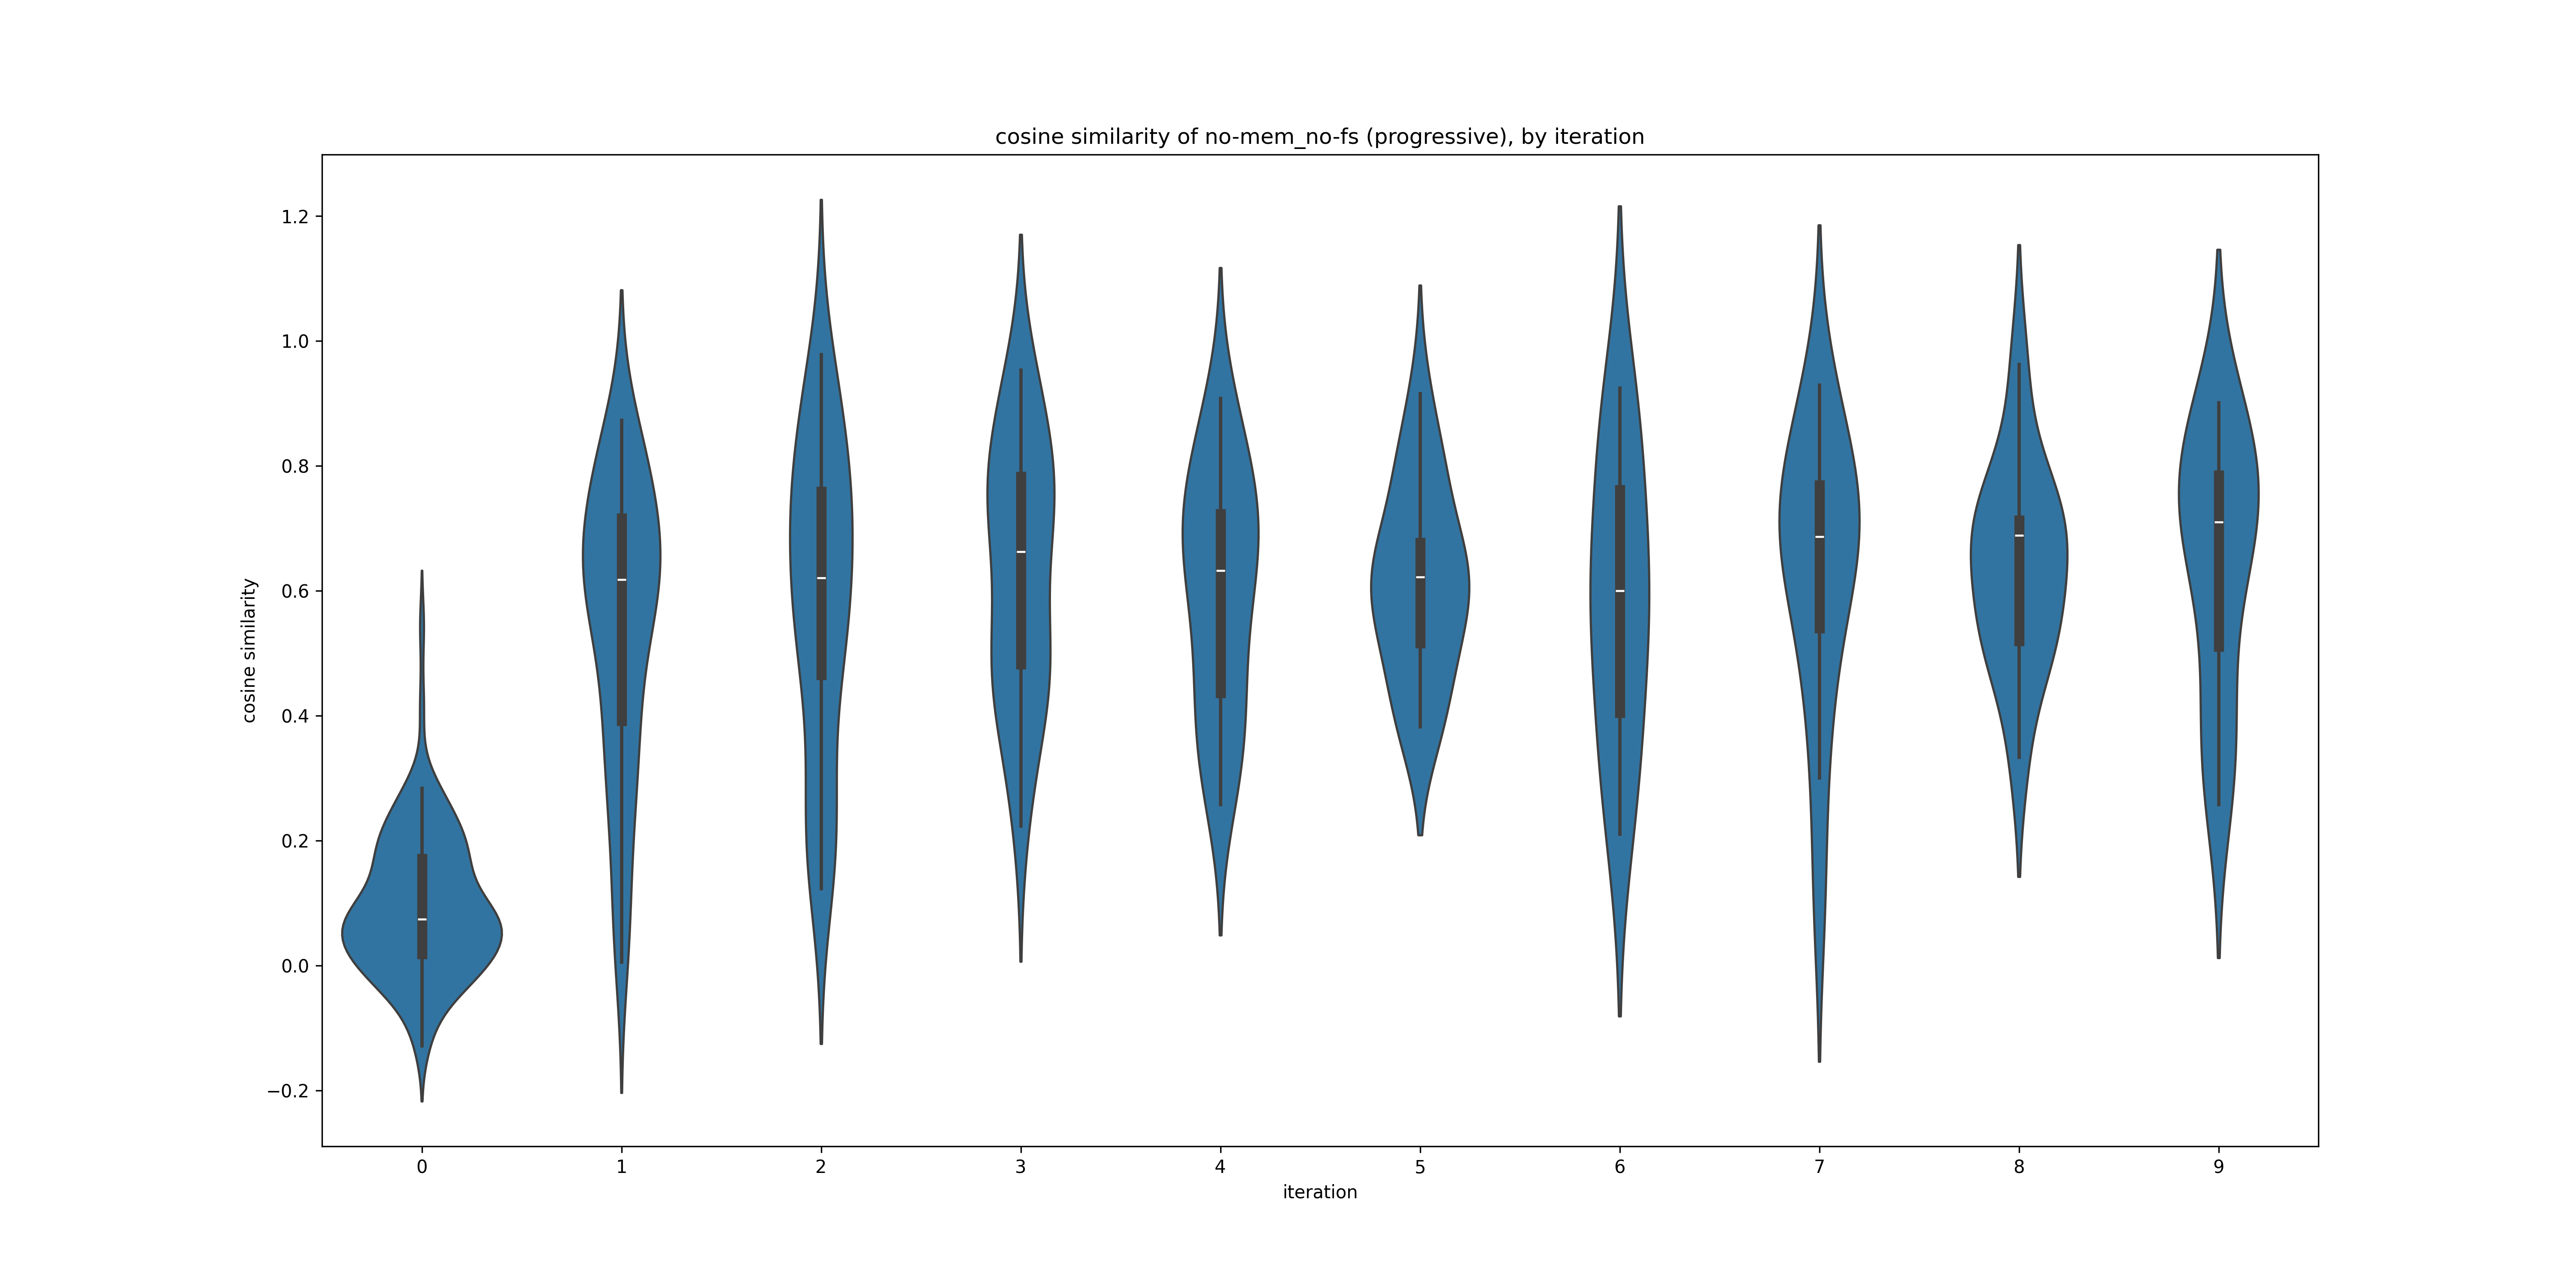 cosine similarity of no-mem_no-fs (progressive), by iteration
1.2
1.0
0.8
0.6
0.4
0.2
0.0
−0.2
cosine similarity
0 1 2 3 4 5 6 7 8 9
iteration